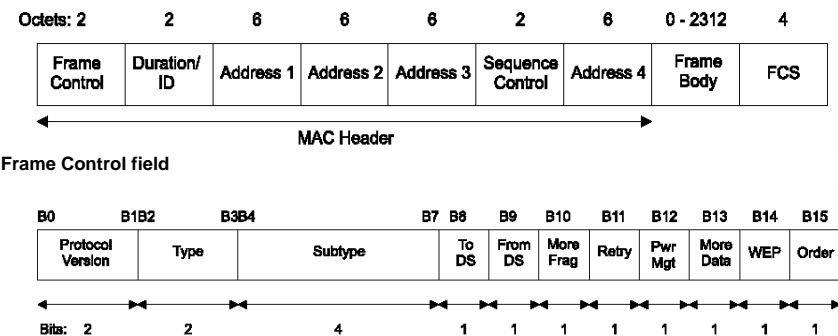 Octets: 2 2 6 6 6 2 6 0 - 2312 4
Frame Control Duration/ ID Address 1 Address 2 Address 3 Sequence Control Address 4 Frame Body FCS
MAC Header
Frame Control field
B0 B1 B2 B3 B4 B7 B8 B9 B10 B11 B12 B13 B14 B15
Protocol Version Type Subtype To DS From DS More Frag Retry Pwr Mgt More Data WEP Order
Bits: 2 2 4 1 1 1 1 1 1 1 1